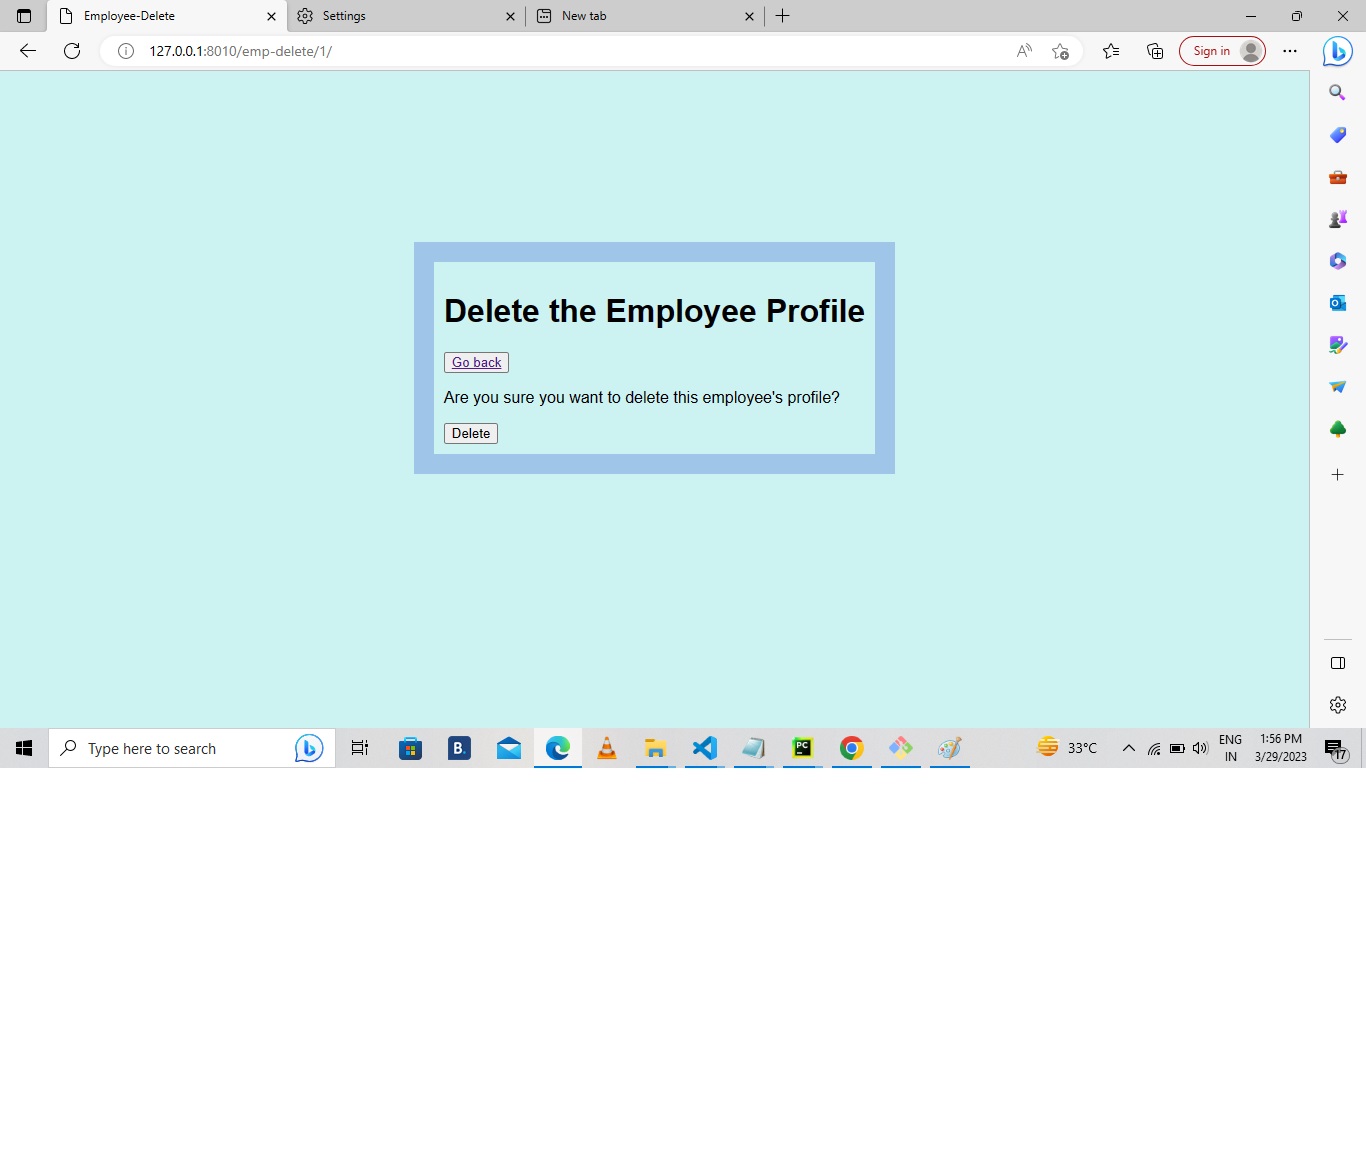 Employee-Delete
Settings
New tab
127.0.0.1:8010/emp-delete/1/
Sign in
Delete the Employee Profile
Go back
Are you sure you want to delete this employee's profile?
Delete
Type here to search
B.
PC
33°C
ENG
IN
1:56 PM
3/29/2023
17